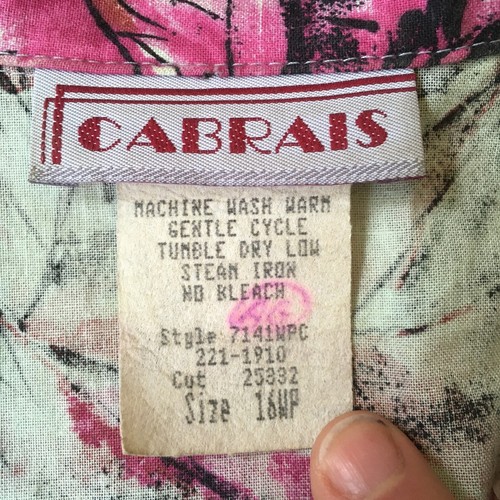 CABRAIS
MACHINE WASH WARM
GENTLE CYCLE
TUMBLE DRY LOW
STEAM IRON
NO BLEACH
Style 7141WPC
221-1910
Cut 25332
Size 16WP